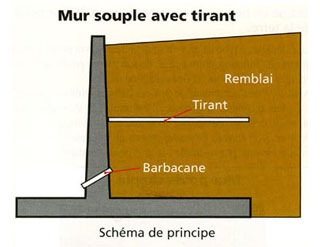 Mur souple avec tirant
Remblai
Tirant
Barbacane
Schéma de principe